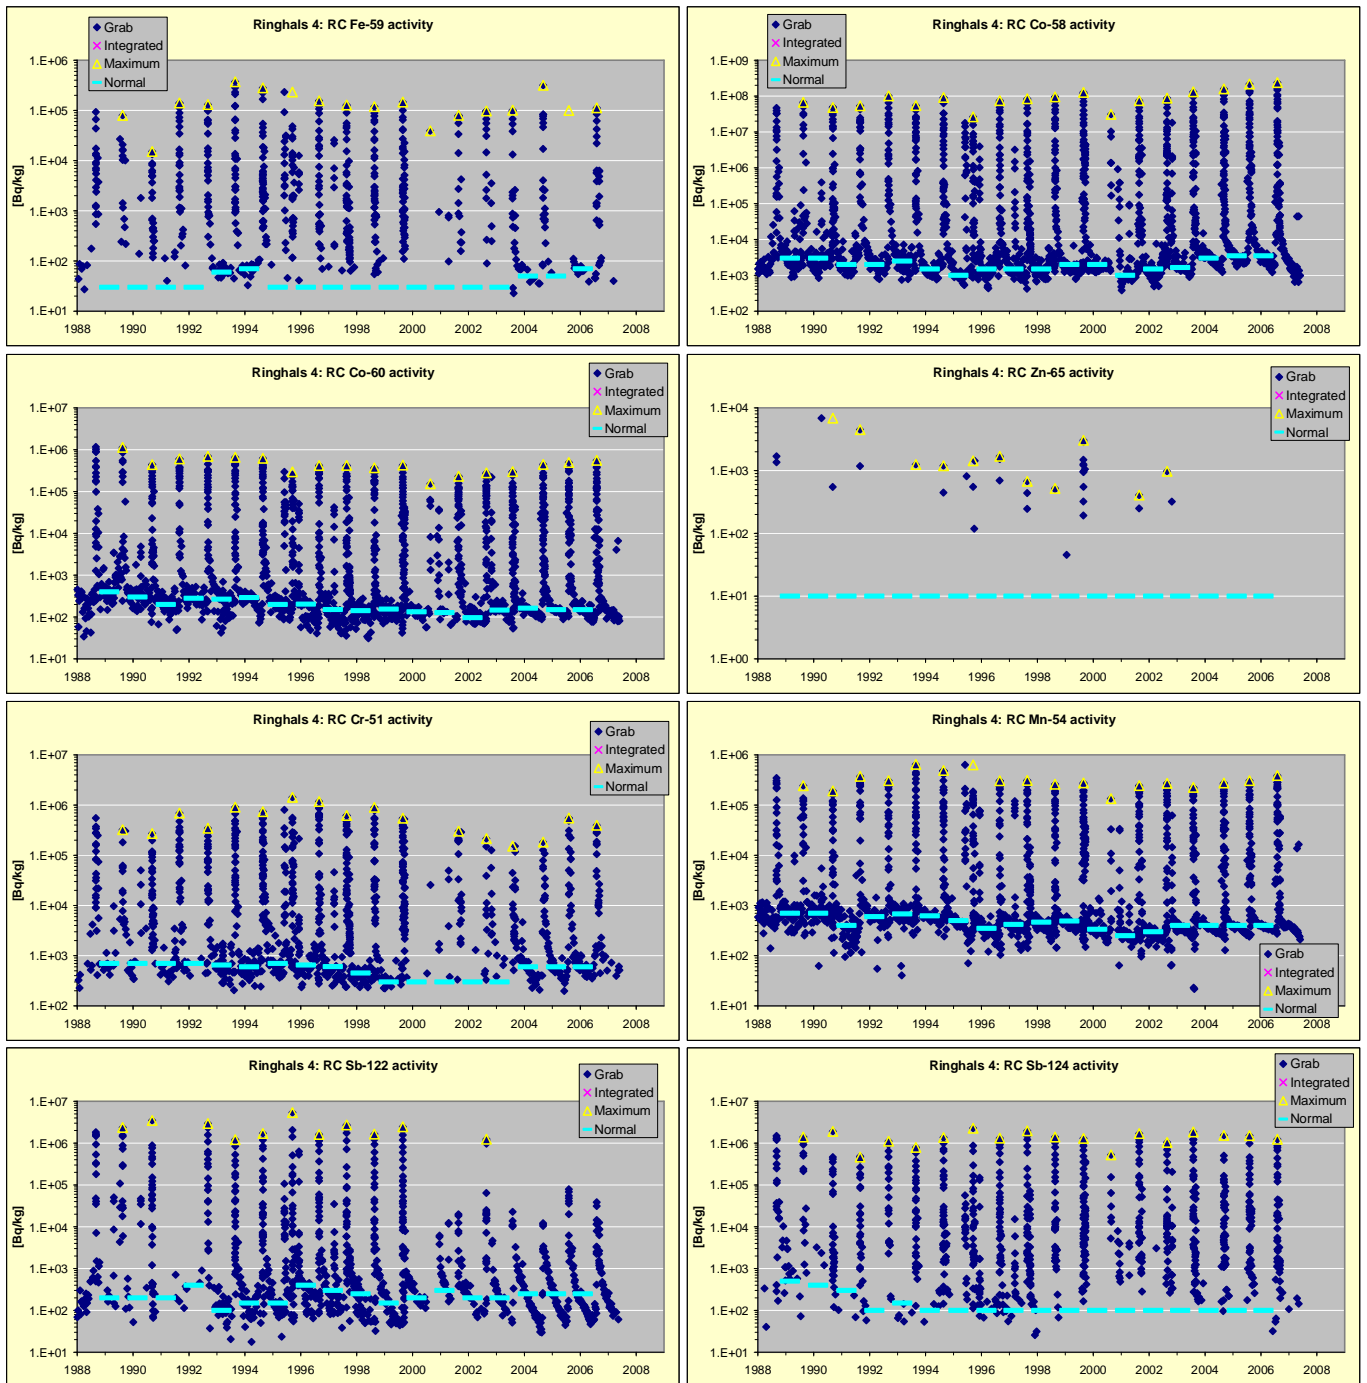 Ringhals 4: RC Fe-59 activity
Grab
Integrated
Maximum
Normal
[Bq/kg]
1.E+06
1.E+05
1.E+04
1.E+03
1.E+02
1.E+01
1988 1990 1992 1994 1996 1998 2000 2002 2004 2006 2008
Ringhals 4: RC Co-58 activity
Grab
Integrated
Maximum
Normal
[Bq/kg]
1.E+09
1.E+08
1.E+07
1.E+06
1.E+05
1.E+04
1.E+03
1.E+02
1988 1990 1992 1994 1996 1998 2000 2002 2004 2006 2008
Ringhals 4: RC Co-60 activity
Grab
Integrated
Maximum
Normal
[Bq/kg]
1.E+07
1.E+06
1.E+05
1.E+04
1.E+03
1.E+02
1.E+01
1988 1990 1992 1994 1996 1998 2000 2002 2004 2006 2008
Ringhals 4: RC Zn-65 activity
Grab
Integrated
Maximum
Normal
[Bq/kg]
1.E+04
1.E+03
1.E+02
1.E+01
1.E+00
1988 1990 1992 1994 1996 1998 2000 2002 2004 2006 2008
Ringhals 4: RC Cr-51 activity
Grab
Integrated
Maximum
Normal
[Bq/kg]
1.E+07
1.E+06
1.E+05
1.E+04
1.E+03
1.E+02
1988 1990 1992 1994 1996 1998 2000 2002 2004 2006 2008
Ringhals 4: RC Mn-54 activity
Grab
Integrated
Maximum
Normal
[Bq/kg]
1.E+06
1.E+05
1.E+04
1.E+03
1.E+02
1.E+01
1988 1990 1992 1994 1996 1998 2000 2002 2004 2006 2008
Ringhals 4: RC Sb-122 activity
Grab
Integrated
Maximum
Normal
[Bq/kg]
1.E+07
1.E+06
1.E+05
1.E+04
1.E+03
1.E+02
1.E+01
1988 1990 1992 1994 1996 1998 2000 2002 2004 2006 2008
Ringhals 4: RC Sb-124 activity
Grab
Integrated
Maximum
Normal
[Bq/kg]
1.E+07
1.E+06
1.E+05
1.E+04
1.E+03
1.E+02
1.E+01
1988 1990 1992 1994 1996 1998 2000 2002 2004 2006 2008